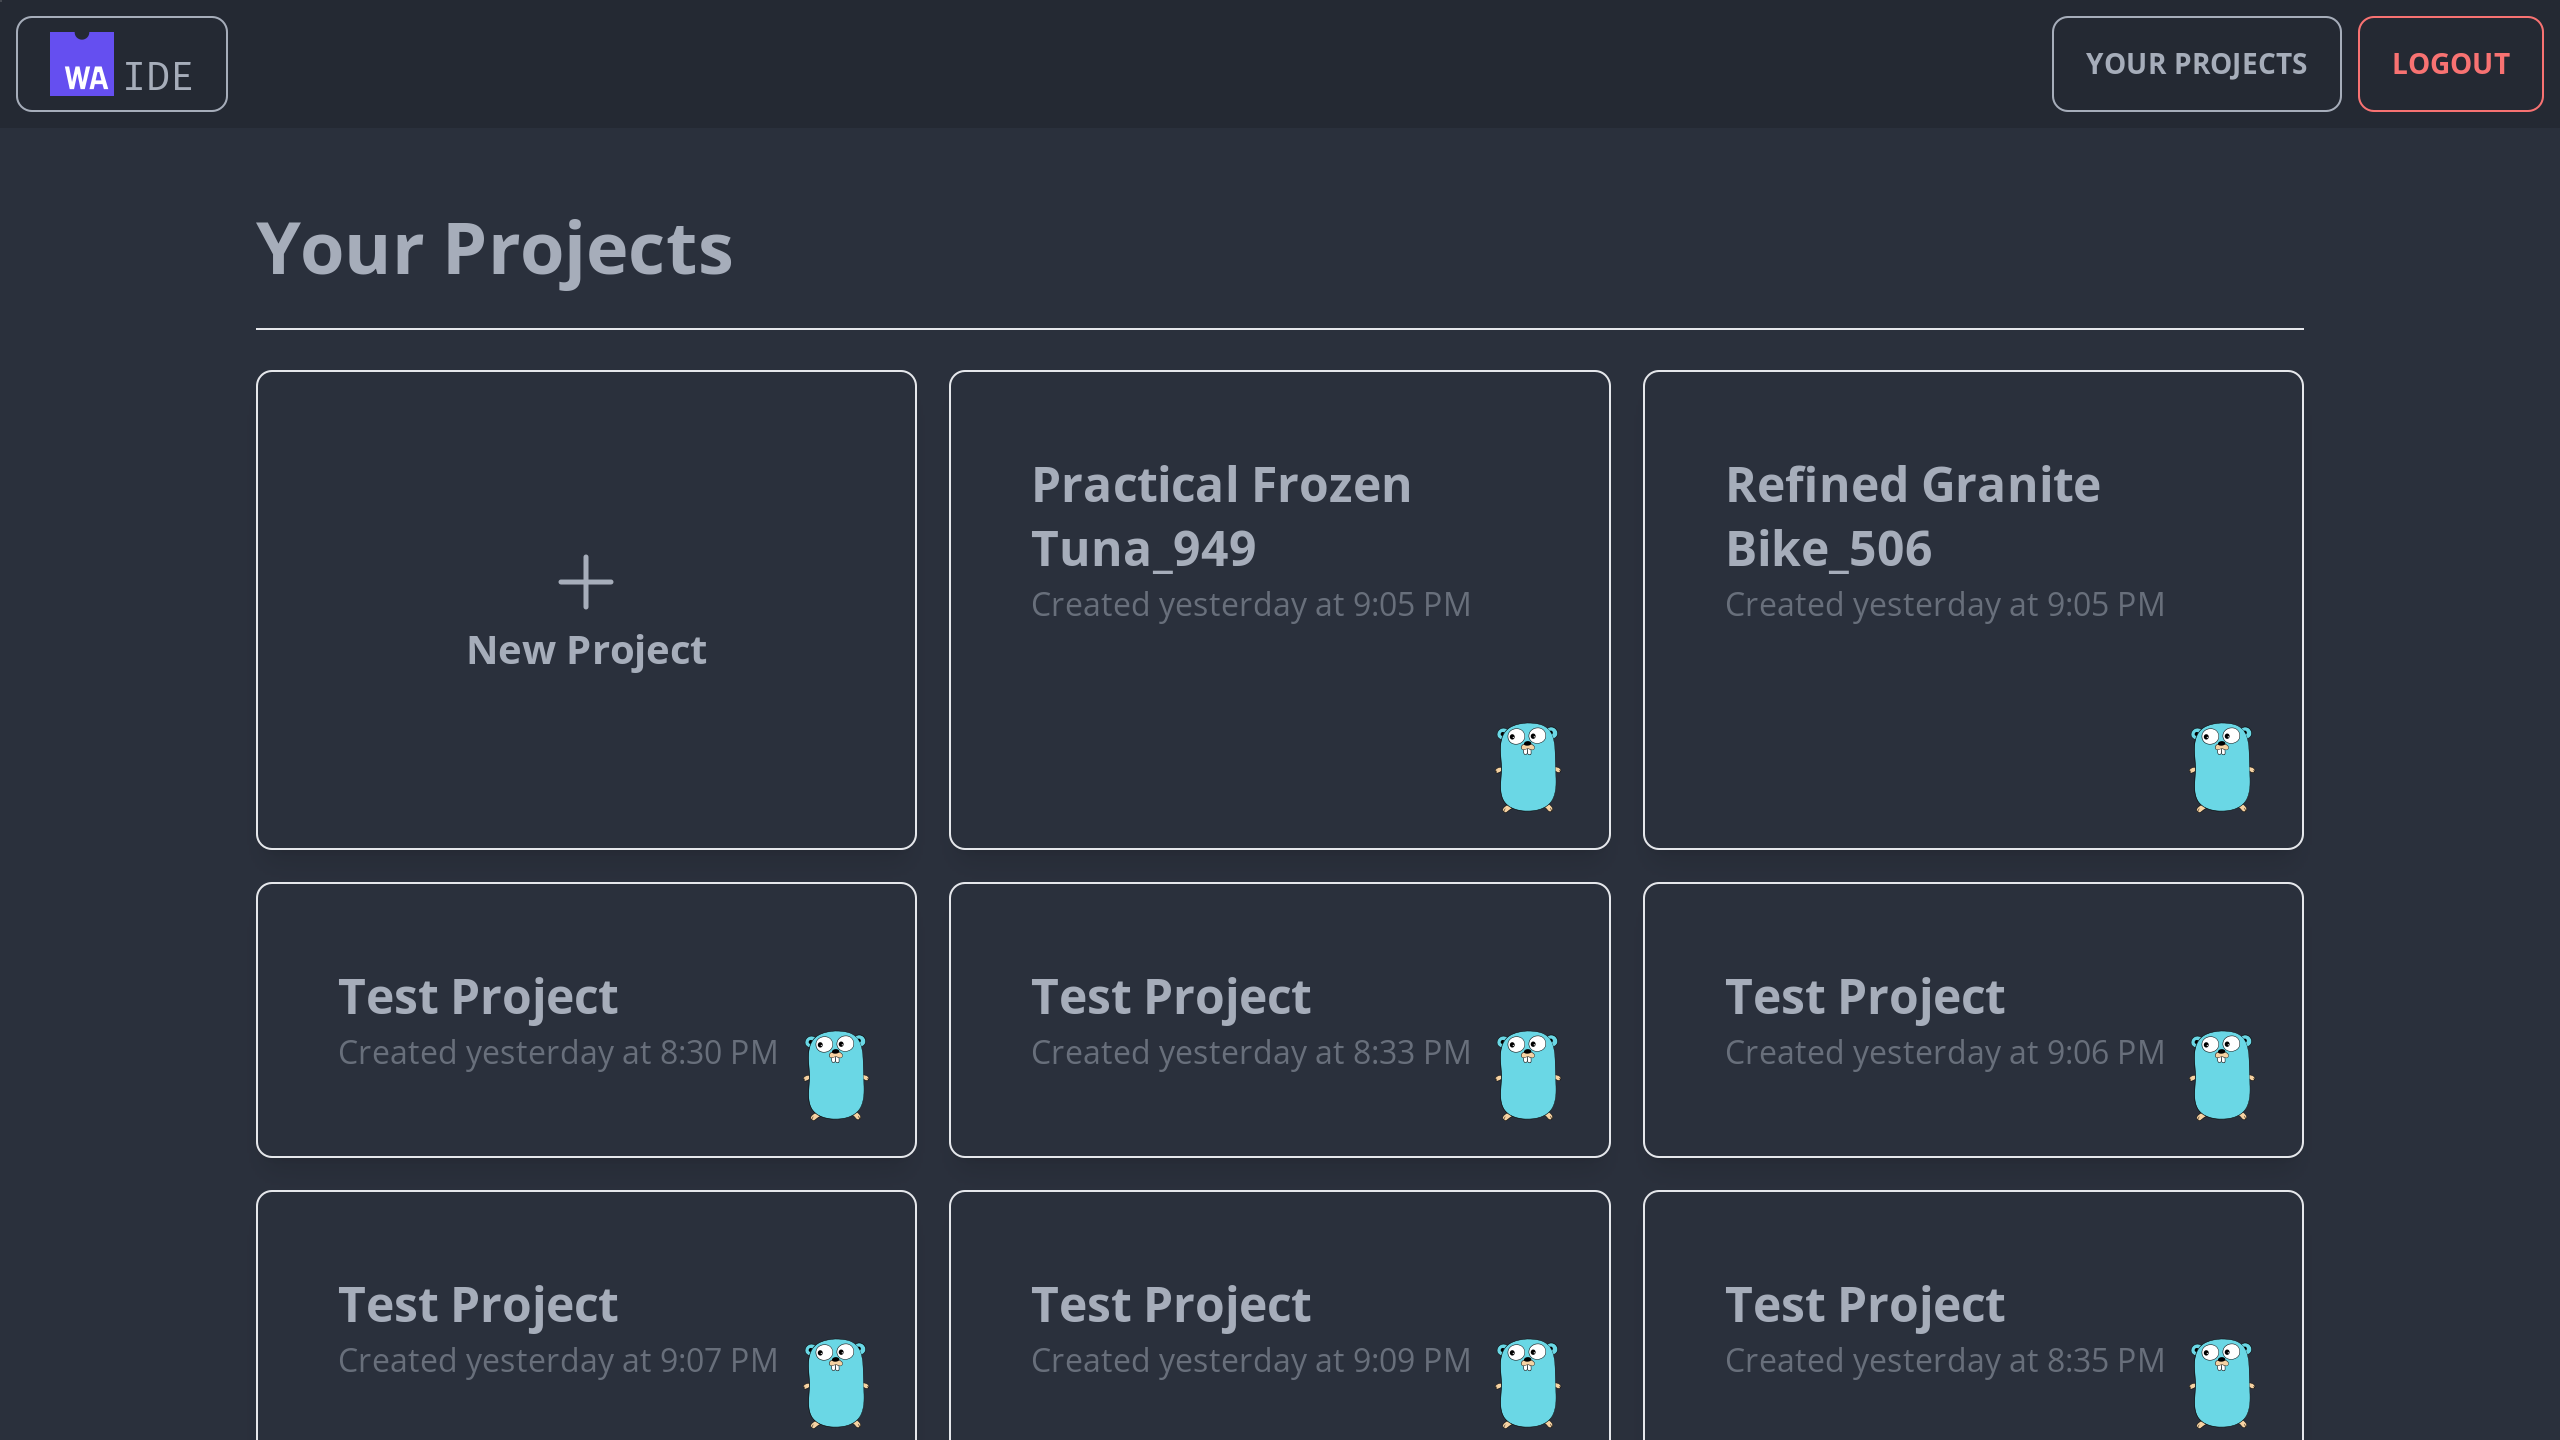 WA IDE
YOUR PROJECTS
LOGOUT
Your Projects
New Project
Practical Frozen
Tuna_949
Created yesterday at 9:05 PM
Refined Granite
Bike_506
Created yesterday at 9:05 PM
Test Project
Created yesterday at 8:30 PM
Test Project
Created yesterday at 8:33 PM
Test Project
Created yesterday at 9:06 PM
Test Project
Created yesterday at 9:07 PM
Test Project
Created yesterday at 9:09 PM
Test Project
Created yesterday at 8:35 PM